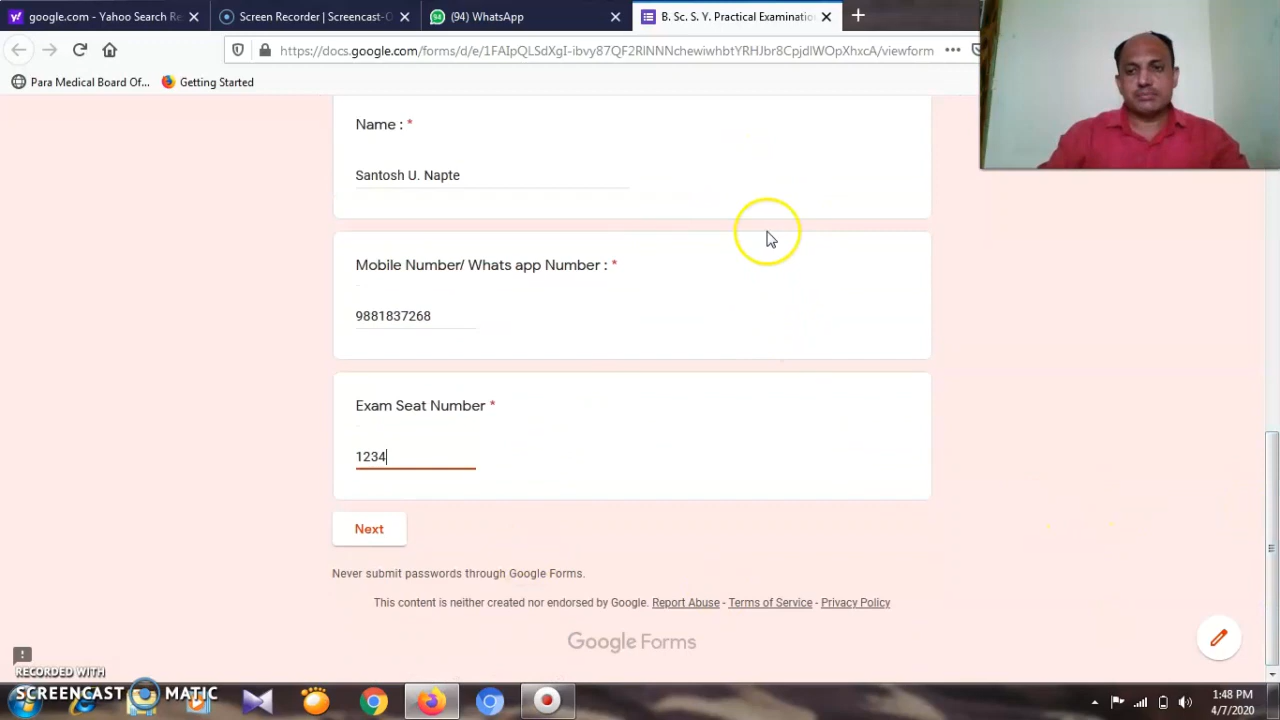 google.com - Yahoo Search Re
Screen Recorder | Screencast-O
(94) WhatsApp
B. Sc. S. Y. Practical Examination
https://docs.google.com/forms/d/e/1FAIpQLSdXgI-ibvy87QF2RlNNNchewiwhbtYRHJbr8CpjdlWOpXhxcA/viewform
Para Medical Board Of...
Getting Started
Name : *
Santosh U. Napte
Mobile Number/ Whats app Number : *
9881837268
Exam Seat Number *
1234
Next
Never submit passwords through Google Forms.
This content is neither created nor endorsed by Google. Report Abuse - Terms of Service - Privacy Policy
Google Forms
RECORDED WITH
SCREENCAST MATIC
1:48 PM
4/7/2020